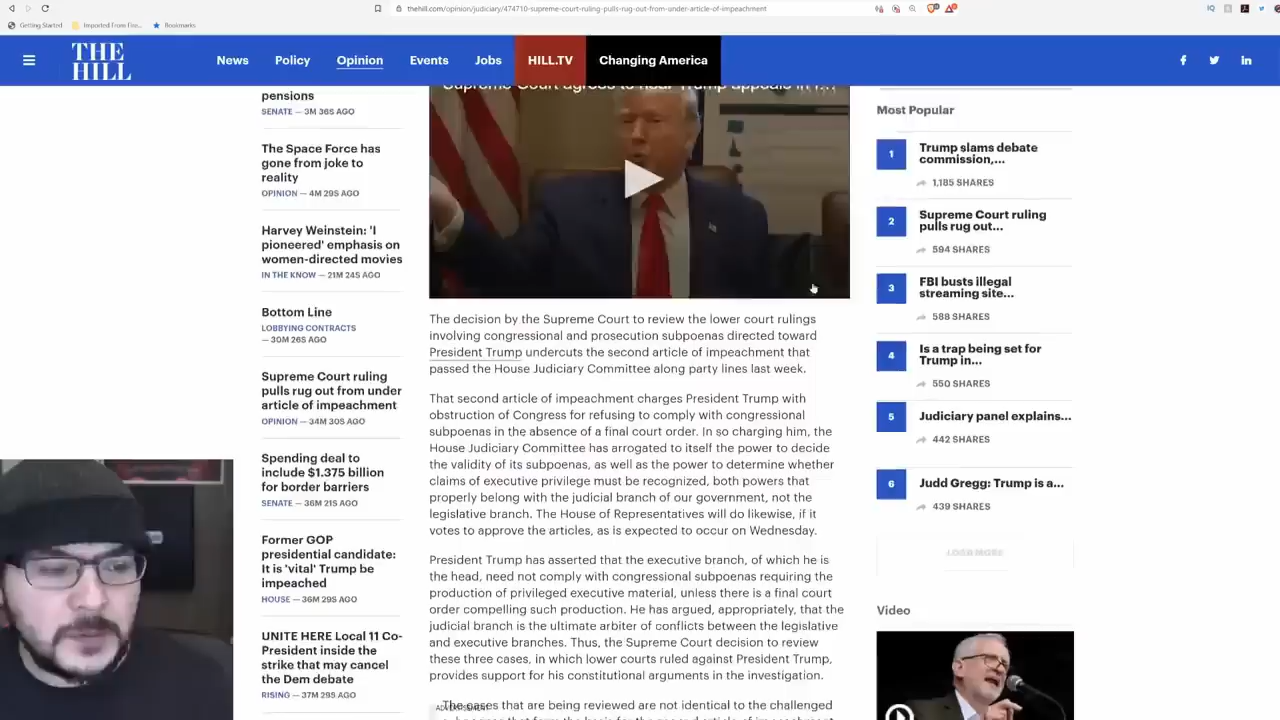 thehill.com/opinion/judiciary/474710-supreme-court-ruling-pulls-rug-out-from-under-article-of-impeachment
Getting Started
Imported From Fire...
Bookmarks
THE HILL
News
Policy
Opinion
Events
Jobs
HILL.TV
Changing America
pensions
SENATE — 3M 36S AGO
The Space Force has
gone from joke to
reality
OPINION — 4M 29S AGO
Harvey Weinstein: 'I
pioneered' emphasis on
women-directed movies
IN THE KNOW — 21M 24S AGO
Bottom Line
LOBBYING CONTRACTS
— 30M 26S AGO
Supreme Court ruling
pulls rug out from under
article of impeachment
OPINION — 34M 30S AGO
Spending deal to
include $1.375 billion
for border barriers
SENATE — 36M 21S AGO
Former GOP
presidential candidate:
It is 'vital' Trump be
impeached
HOUSE — 36M 29S AGO
UNITE HERE Local 11 Co-
President inside the
strike that may cancel
the Dem debate
RISING — 37M 29S AGO
Supreme Court agrees to hear Trump appeals in f...
The decision by the Supreme Court to review the lower court rulings
involving congressional and prosecution subpoenas directed toward
President Trump undercuts the second article of impeachment that
passed the House Judiciary Committee along party lines last week.
That second article of impeachment charges President Trump with
obstruction of Congress for refusing to comply with congressional
subpoenas in the absence of a final court order. In so charging him, the
House Judiciary Committee has arrogated to itself the power to decide
the validity of its subpoenas, as well as the power to determine whether
claims of executive privilege must be recognized, both powers that
properly belong with the judicial branch of our government, not the
legislative branch. The House of Representatives will do likewise, if it
votes to approve the articles, as is expected to occur on Wednesday.
President Trump has asserted that the executive branch, of which he is
the head, need not comply with congressional subpoenas requiring the
production of privileged executive material, unless there is a final court
order compelling such production. He has argued, appropriately, that the
judicial branch is the ultimate arbiter of conflicts between the legislative
and executive branches. Thus, the Supreme Court decision to review
these three cases, in which lower courts ruled against President Trump,
provides support for his constitutional arguments in the investigation.
ADVERTISEMENT
The cases that are being reviewed are not identical to the challenged
Most Popular
1
Trump slams debate
commission,...
1,185 SHARES
2
Supreme Court ruling
pulls rug out...
594 SHARES
3
FBI busts illegal
streaming site...
588 SHARES
4
Is a trap being set for
Trump in...
550 SHARES
5
Judiciary panel explains...
442 SHARES
6
Judd Gregg: Trump is a...
439 SHARES
LOAD MORE
Video